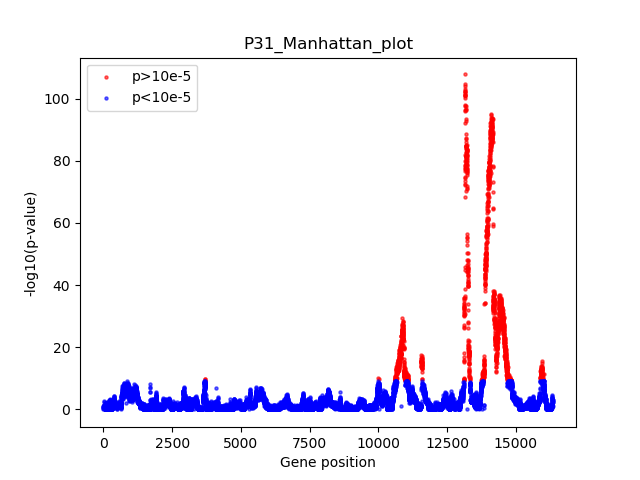 P31_Manhattan_plot
p>10e-5
p<10e-5
100
80
60
40
20
0
-log10(p-value)
0 2500 5000 7500 10000 12500 15000
Gene position